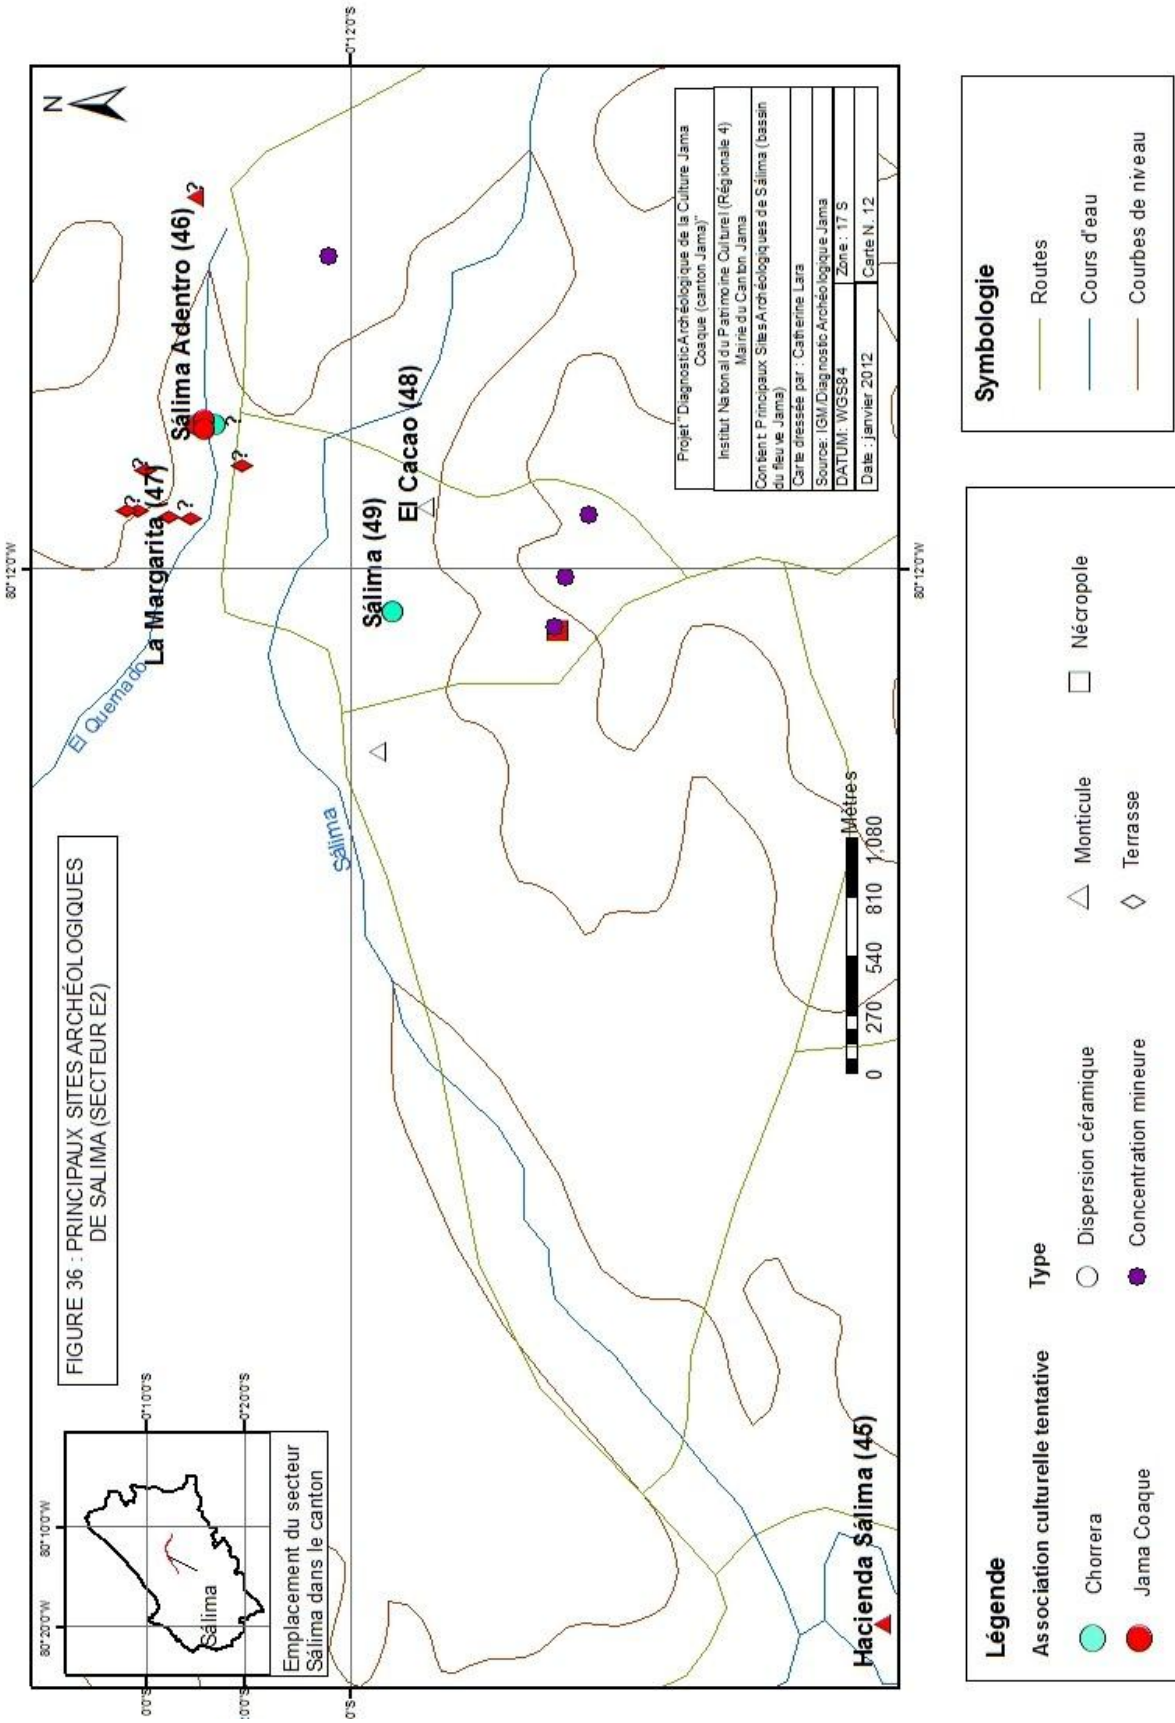 FIGURE 36 : PRINCIPAUX SITES ARCHÉOLOGIQUES
DE SALIMA (SECTEUR E2)
80°20'0"W
80°10'0"W
0°10'0"S
0°20'0"S
Sálima
Emplacement du secteur
Sálima dans le canton
80°12'0"W
N
0°12'0"S
El Quemado
Sálima
La Margarita (47)
?
?
?
?
Sálima Adentro (46)
?
?
Sálima (49)
El Cacao (48)
Hacienda Sálima (45)
Mètres
0 270 540 810 1,080
80°12'0"W
Projet "Diagnostic Archéologique de la Culture Jama
Coaque (canton Jama)"
Institut National du Patrimoine Culturel (Régionale 4)
Mairie du Canton Jama
Contient: Principaux Sites Archéologiques de Sálima (bassin
du fleuve Jama)
Carte dressée par : Catherine Lara
Source: IGM/Diagnostic Archéologique Jama
DATUM: WGS84
Zone : 17 S
Date : janvier 2012
Carte N. 12
Légende
Association culturelle tentative
Type
Chorrera
Dispersion céramique
Monticule
Nécropole
Jama Coaque
Concentration mineure
Terrasse
Symbologie
Routes
Cours d'eau
Courbes de niveau